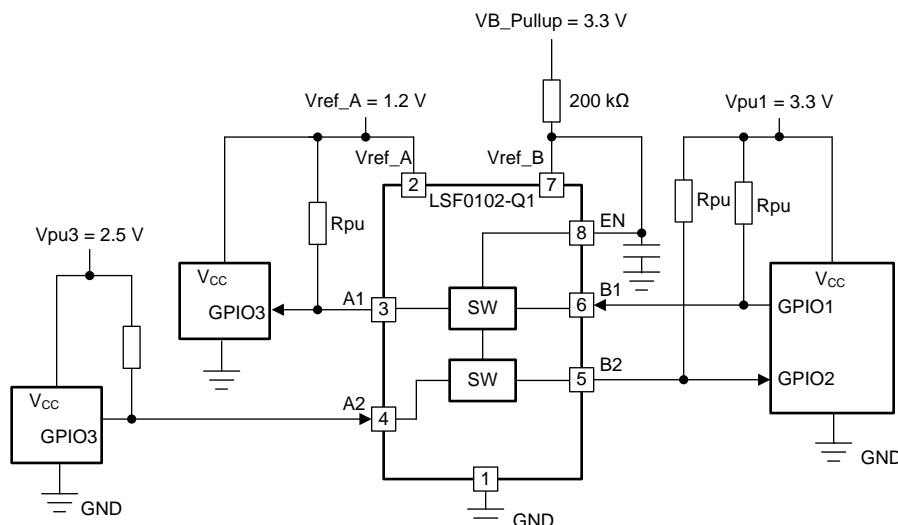 VB_Pullup = 3.3 V
200 kΩ
Vref_A = 1.2 V
Vpu1 = 3.3 V
Vref_A
Vref_B
2
7
LSF0102-Q1
EN
8
Rpu
Rpu
Rpu
Vpu3 = 2.5 V
VCC
GPIO3
A1
3
SW
B1
6
VCC
GPIO1
SW
B2
5
GPIO2
VCC
GPIO3
A2
4
1
GND
GND
GND